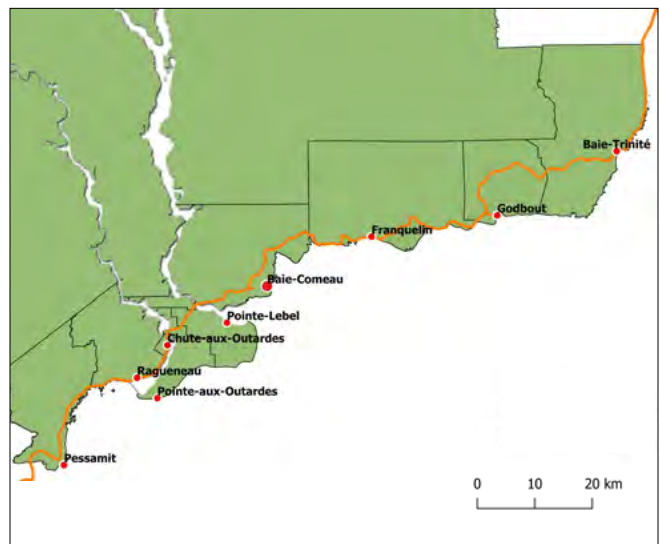 Baie-Trinité
Godbout
Franquelin
Baie-Comeau
Pointe-Lebel
Chute-aux-Outardes
Ragueneau
Pointe-aux-Outardes
Pessamit
0 10 20 km